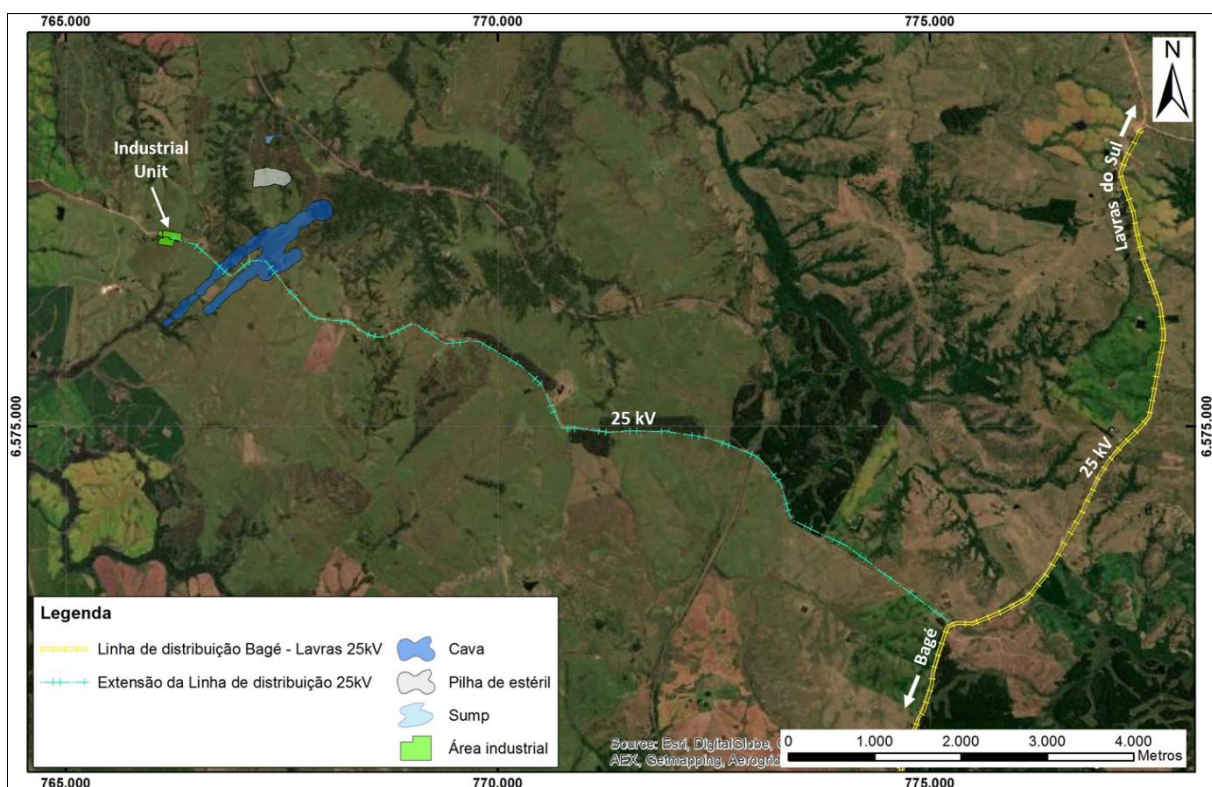 765.000
770.000
775.000
N
Lavras do Sul
Industrial
Unit
6.575.000
6.575.000
25 kV
25 kV
Bagé
Legenda
Linha de distribuição Bagé - Lavras 25kV
Extensão da Linha de distribuição 25kV
Cava
Pilha de estéril
Sump
Área industrial
Source: Esri, DigitalGlobe,
AEX, Getmapping, Aerogrid
0
1.000
2.000
3.000
4.000
Metros
765.000
770.000
775.000